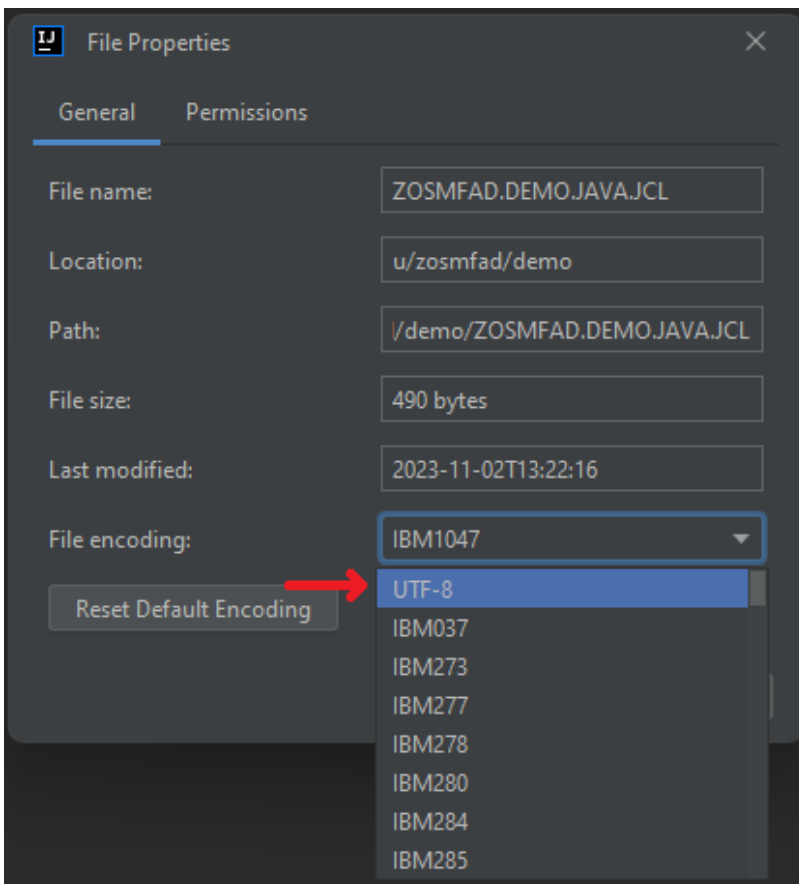 IJ
File Properties
General Permissions
File name: ZOSMFAD.DEMO.JAVA.JCL
Location: u/zosmfad/demo
Path: /demo/ZOSMFAD.DEMO.JAVA.JCL
File size: 490 bytes
Last modified: 2023-11-02T13:22:16
File encoding: IBM1047
UTF-8
Reset Default Encoding
IBM037
IBM273
IBM277
IBM278
IBM280
IBM284
IBM285